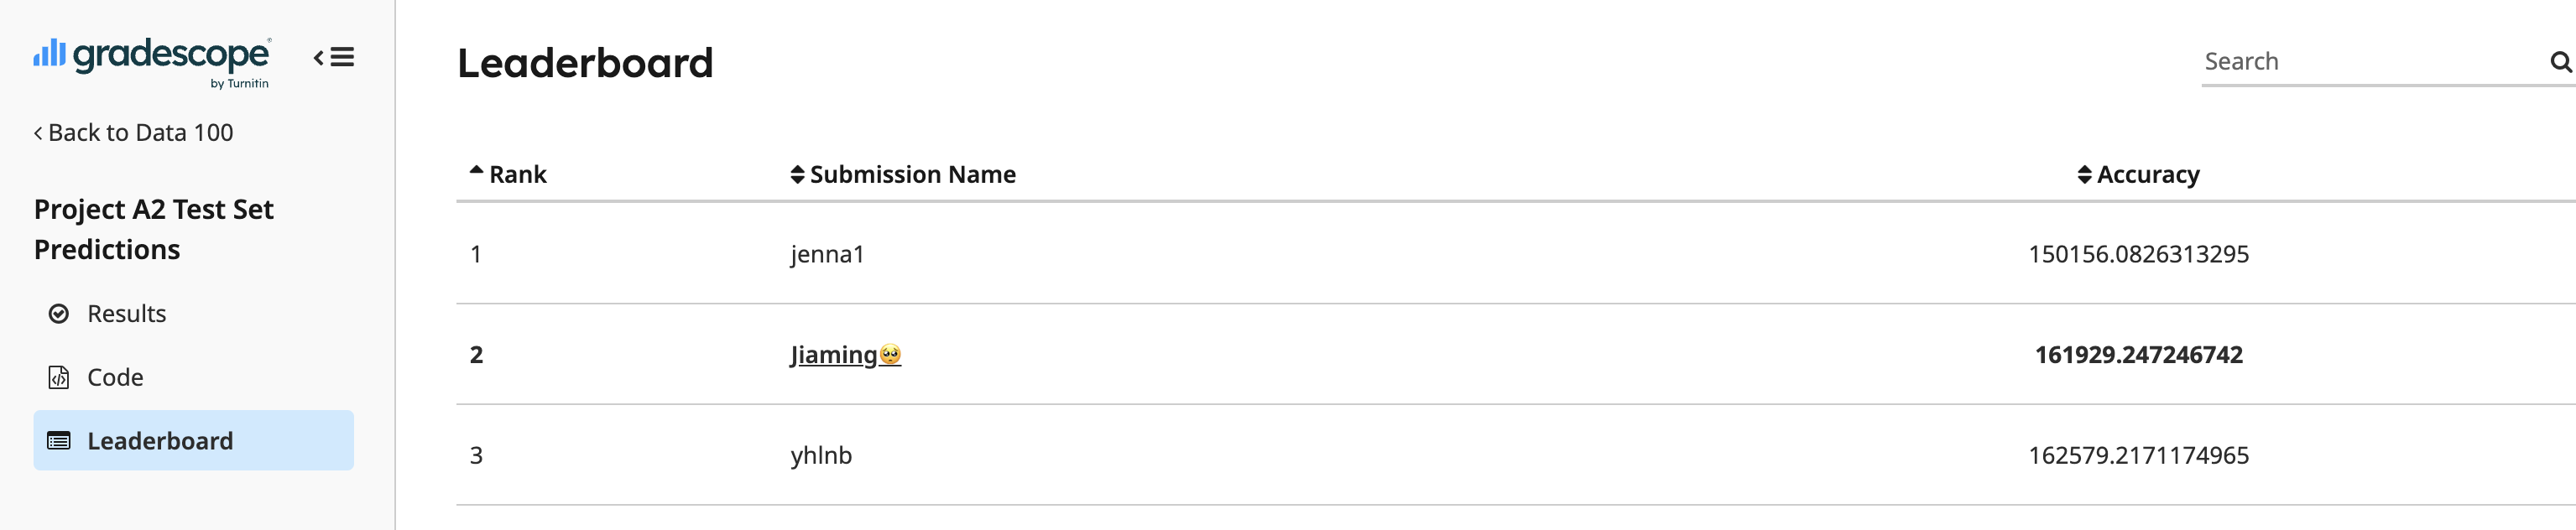 gradescope®
by Turnitin
Back to Data 100
Project A2 Test Set
Predictions
Results
Code
Leaderboard
Leaderboard
Search
Rank Submission Name Accuracy
1 jenna1 150156.0826313295
2 Jiaming🥺 161929.247246742
3 yhlnb 162579.2171174965